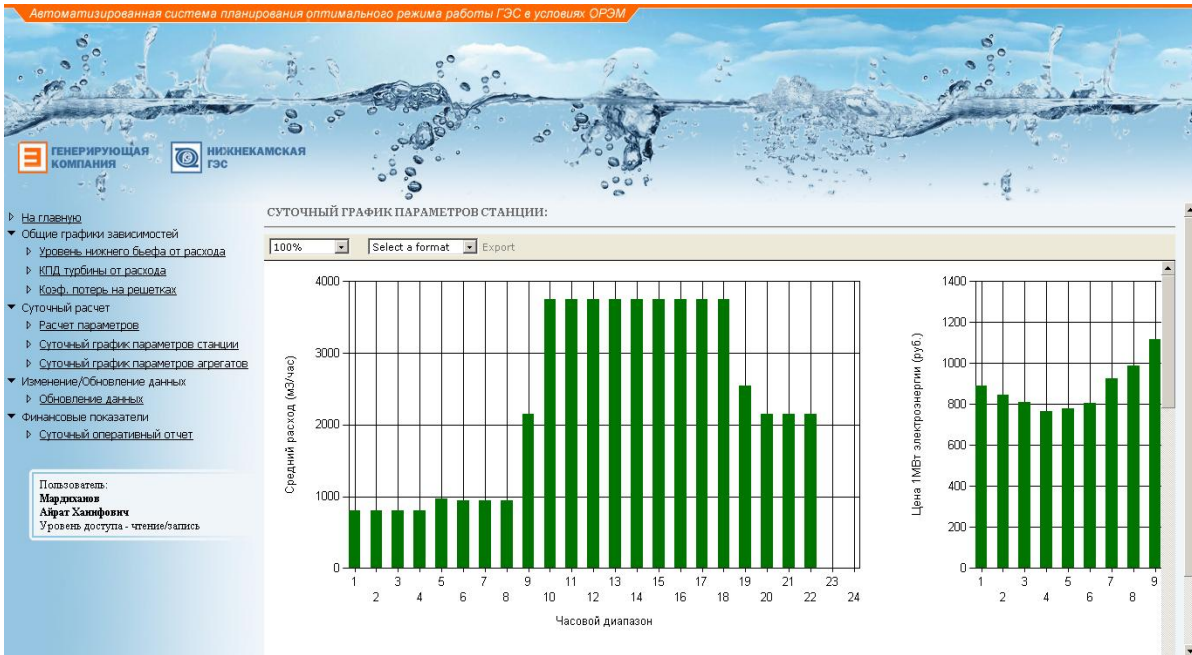 Автоматизированная система планирования оптимального режима работы ГЭС в условиях ОРЭМ
ГЕНЕРИРУЮЩАЯ
КОМПАНИЯ
НИЖНЕКАМСКАЯ
ГЭС
На главную
Общие графики зависимостей
Уровень нижнего бьефа от расхода
КПД турбины от расхода
Коэф. потерь на решетках
Суточный расчет
Расчет параметров
Суточный график параметров станции
Суточный график параметров агрегатов
Изменение/Обновление данных
Обновление данных
Финансовые показатели
Суточный оперативный отчет
Пользователь:
Мардиханов
Айрат Ханифович
Уровень доступа - чтение/запись
СУТОЧНЫЙ ГРАФИК ПАРАМЕТРОВ СТАНЦИИ:
100% Select a format Export
Средний расход (м3/час)
4000
3000
2000
1000
0
1 3 5 7 9 11 13 15 17 19 21 23
2 4 6 8 10 12 14 16 18 20 22 24
Часовой диапазон
Цена 1МВт электроэнергии (руб.)
1400
1200
1000
800
600
400
200
0
1 3 5 7 9
2 4 6 8